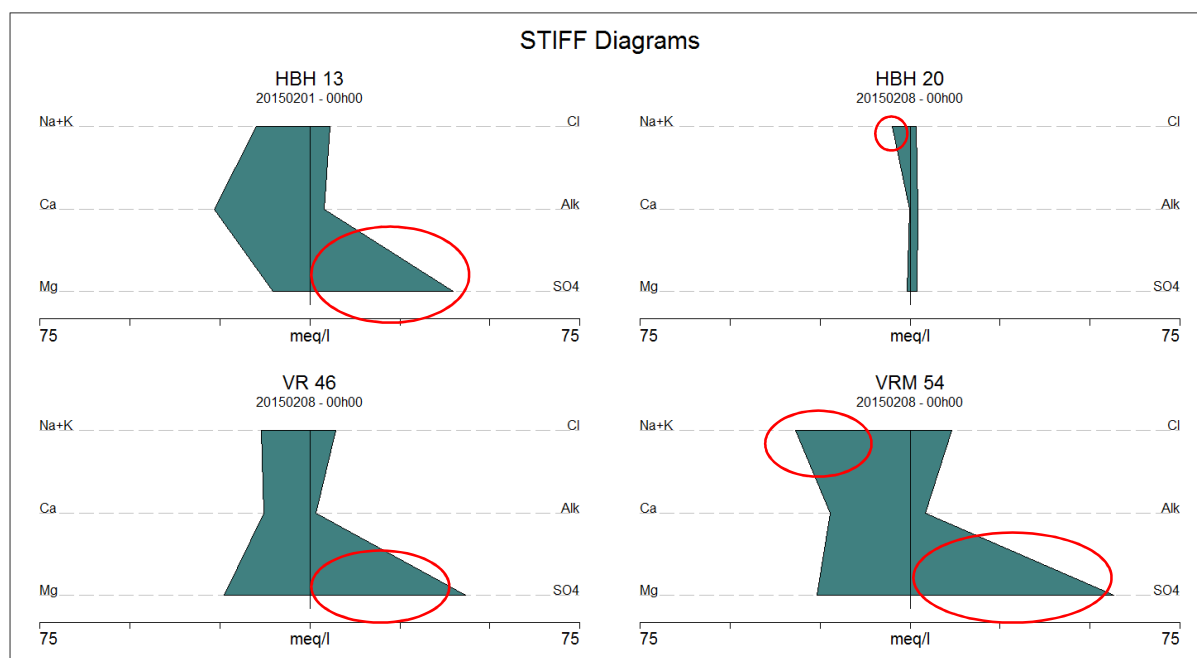 STIFF Diagrams
HBH 13
20150201 - 00h00
Na+K Cl
Ca Alk
Mg SO4
75 meq/l 75
HBH 20
20150208 - 00h00
Na+K Cl
Ca Alk
Mg SO4
75 meq/l 75
VR 46
20150208 - 00h00
Na+K Cl
Ca Alk
Mg SO4
75 meq/l 75
VRM 54
20150208 - 00h00
Na+K Cl
Ca Alk
Mg SO4
75 meq/l 75